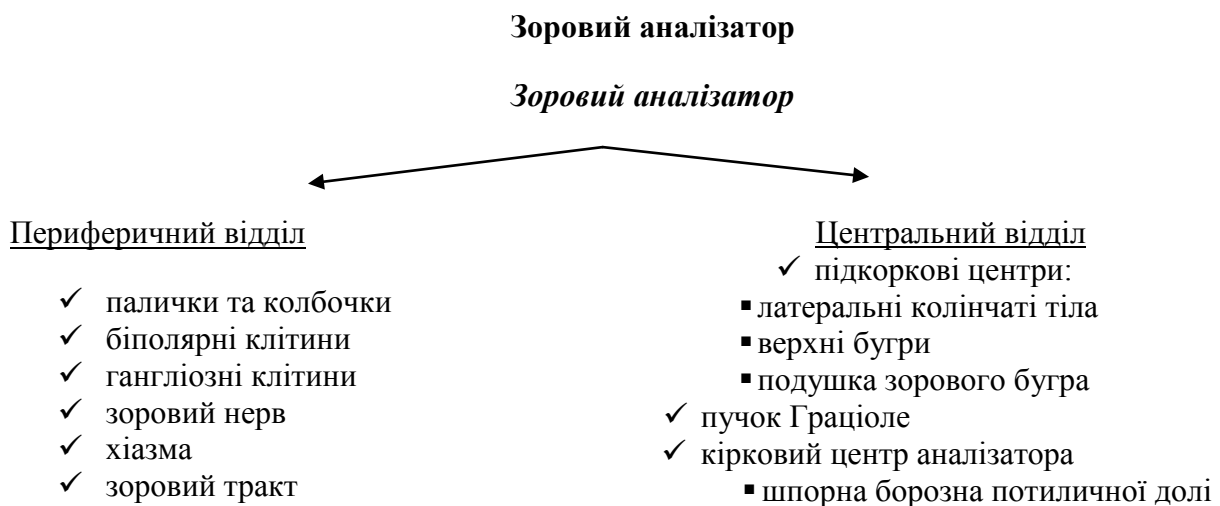 Зоровий аналізатор
Зоровий аналізатор
Периферичний відділ
палички та колбочки
біполярні клітини
гангліозні клітини
зоровий нерв
хіазма
зоровий тракт
Центральний відділ
підкоркові центри:
латеральні колінчаті тіла
верхні бугри
подушка зорового бугра
пучок Граціоле
кірковий центр аналізатора
шпорна борозна потиличної долі